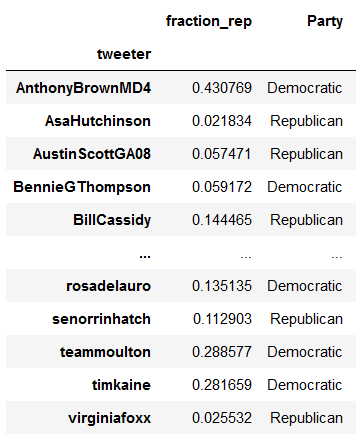 fraction_rep Party
tweeter
AnthonyBrownMD4 0.430769 Democratic
AsaHutchinson 0.021834 Republican
AustinScottGA08 0.057471 Republican
BennieGThompson 0.059172 Democratic
BillCassidy 0.144465 Republican
... ... ...
rosadelauro 0.135135 Democratic
senorrinhatch 0.112903 Republican
teammoulton 0.288577 Democratic
timkaine 0.281659 Democratic
virginiafoxx 0.025532 Republican